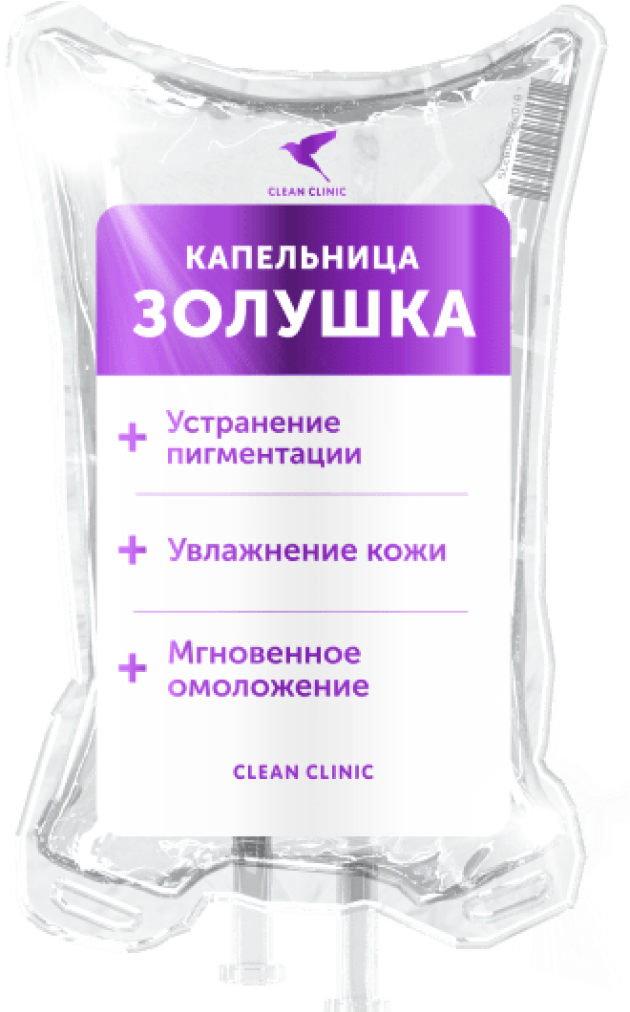 CLEAN CLINIC
КАПЕЛЬНИЦА
ЗОЛУШКА
+ Устранение
пигментации
+ Увлажнение кожи
+ Мгновенное
омоложение
CLEAN CLINIC